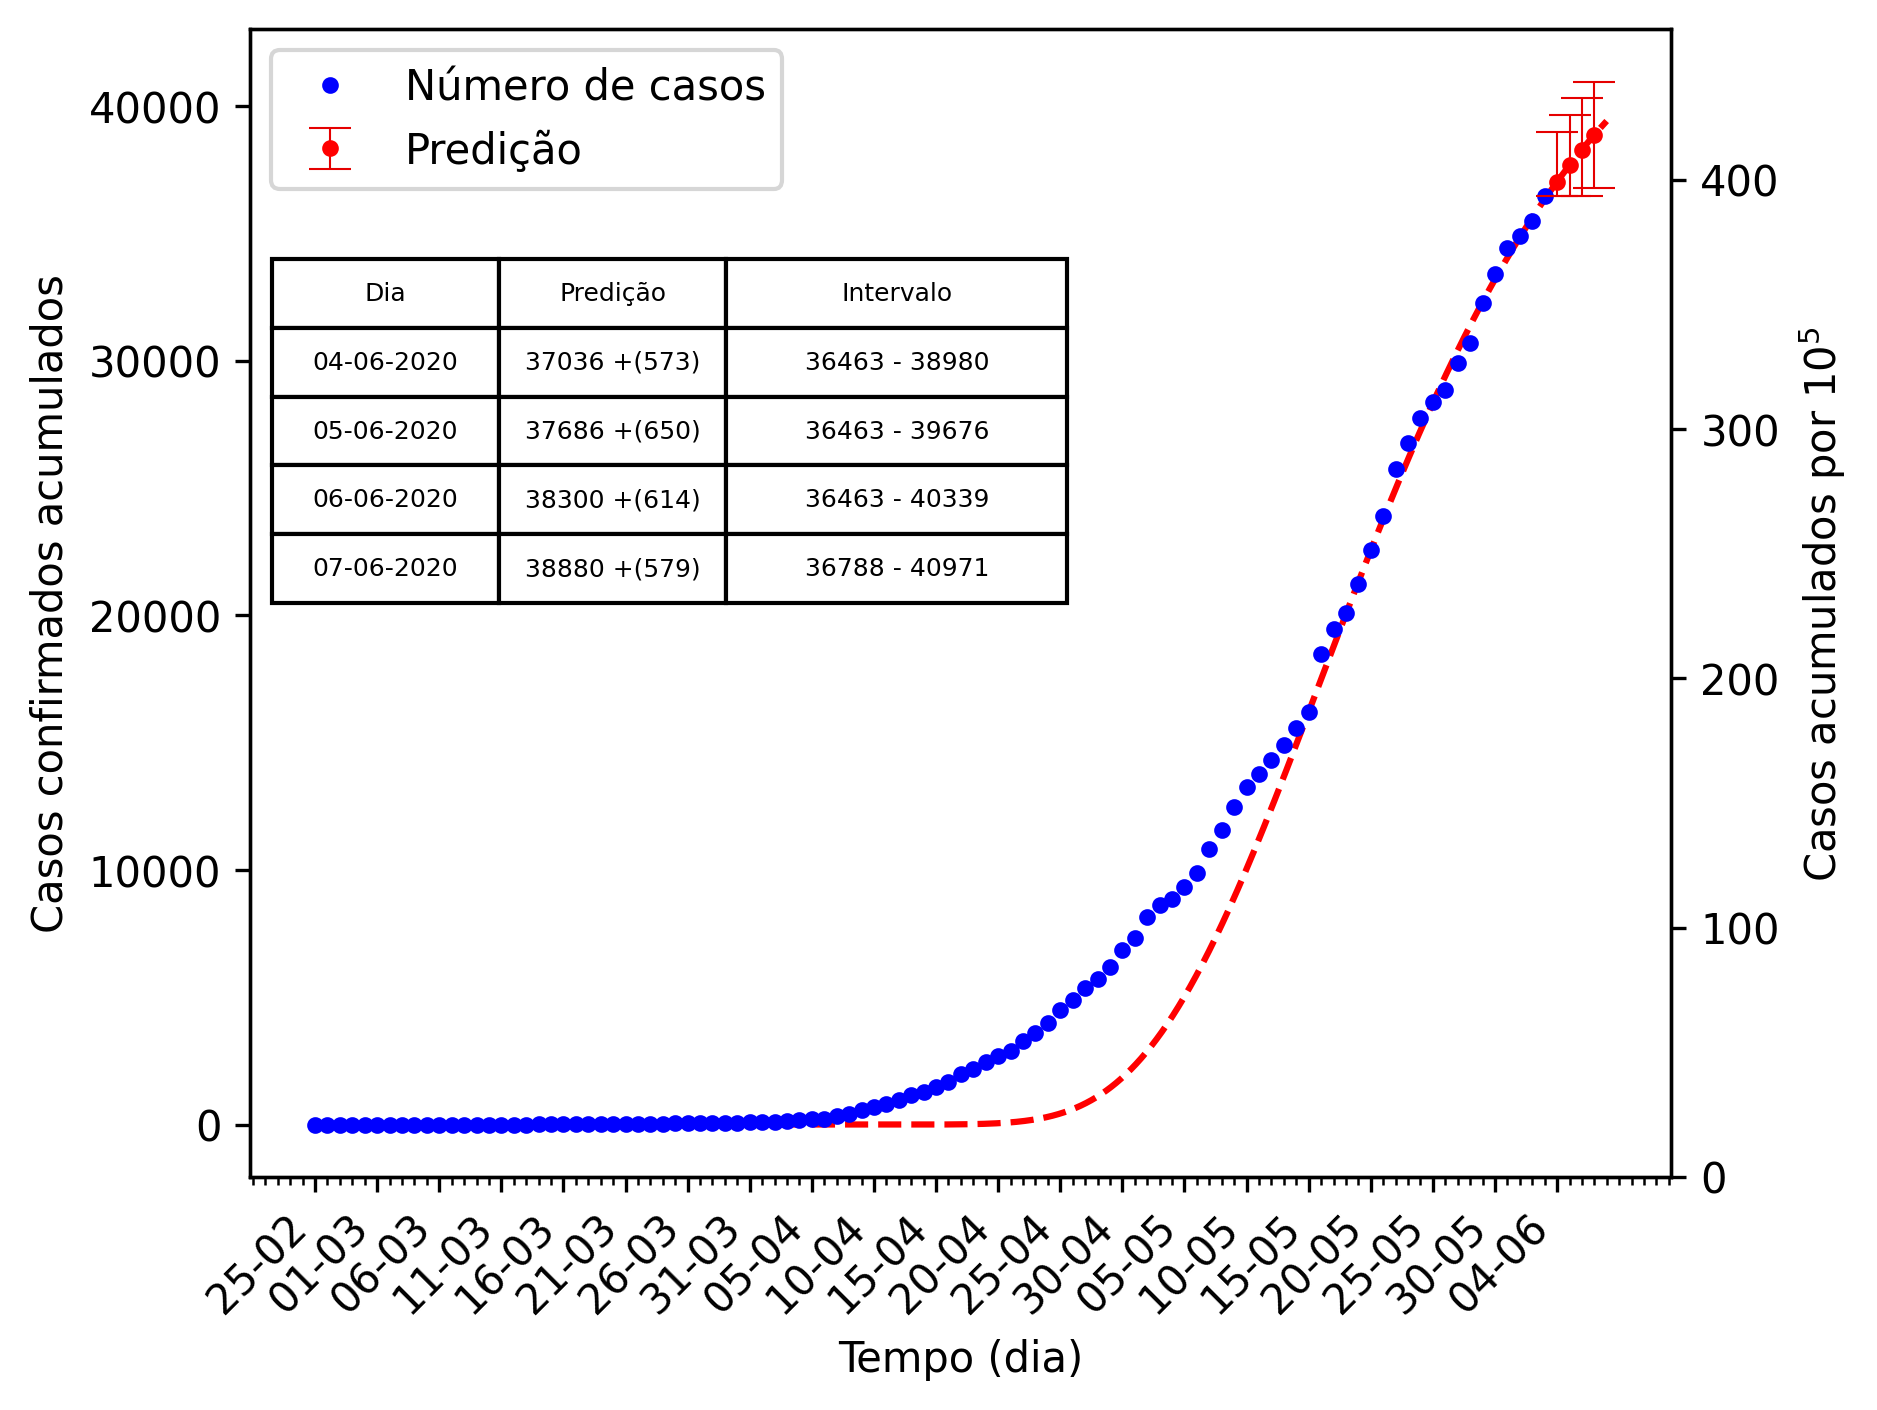 Número de casos
Predição
Dia Predição Intervalo
04-06-2020 37036 +(573) 36463 - 38980
05-06-2020 37686 +(650) 36463 - 39676
06-06-2020 38300 +(614) 36463 - 40339
07-06-2020 38880 +(579) 36788 - 40971
Casos confirmados acumulados
40000
30000
20000
10000
0
Casos acumulados por 10⁵
400
300
200
100
0
25-02 01-03 06-03 11-03 16-03 21-03 26-03 31-03 05-04 10-04 15-04 20-04 25-04 30-04 05-05 10-05 15-05 20-05 25-05 30-05 04-06
Tempo (dia)